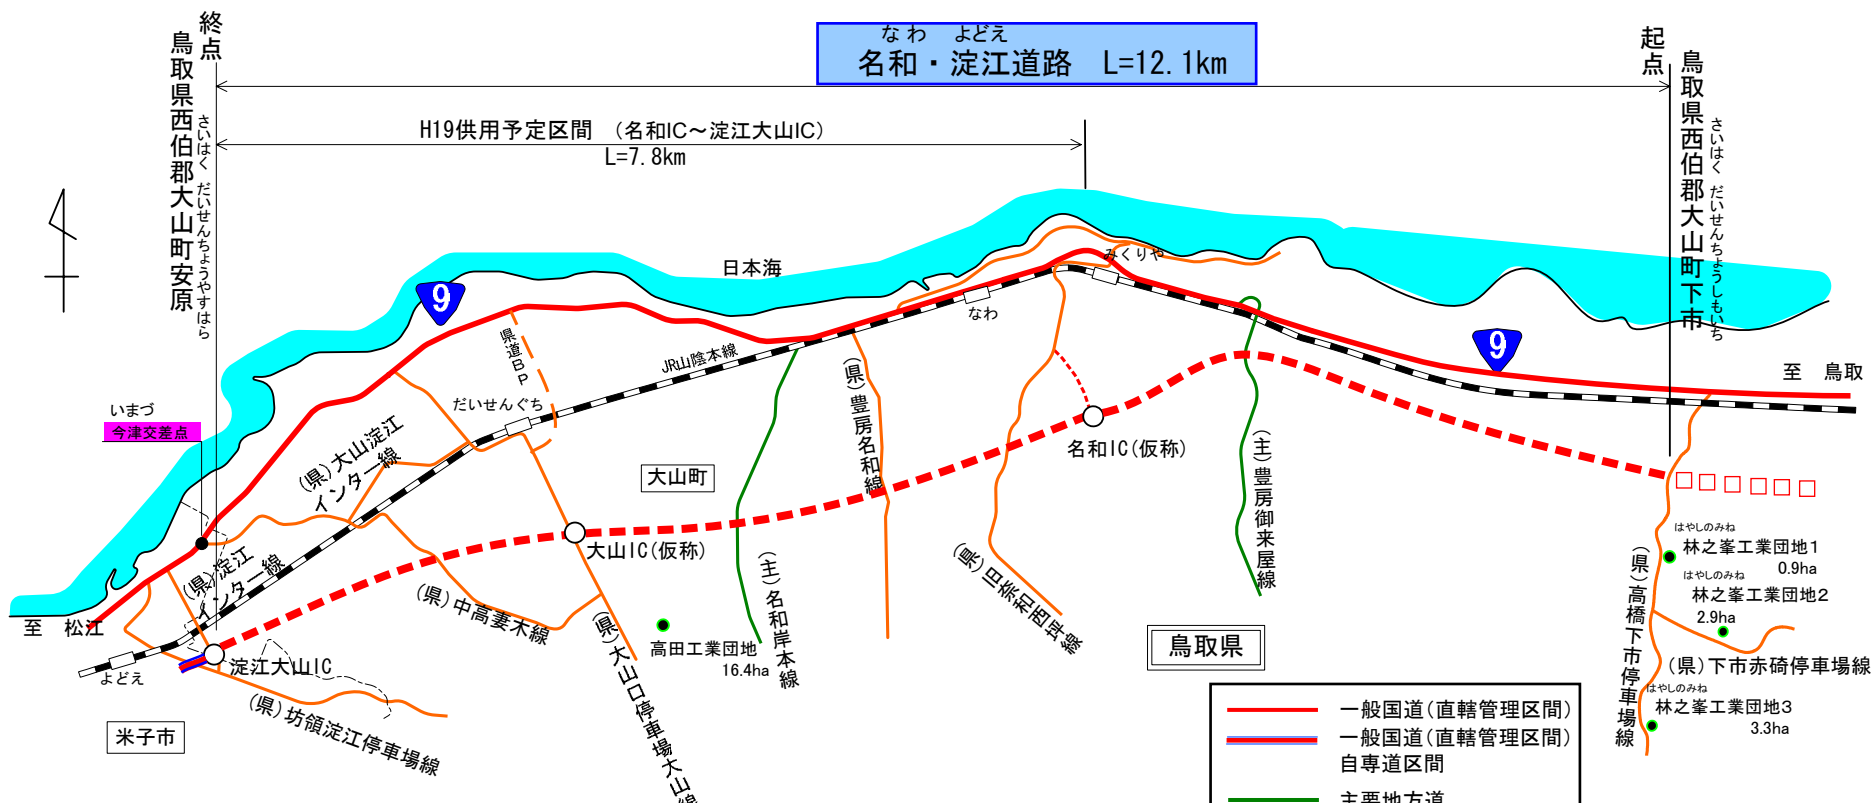 なわ よどえ
名和・淀江道路 L=12.1km
終点
鳥取県西伯郡大山町安原
さいはく だいせんちょうやすはら
起点
鳥取県西伯郡大山町下市
さいはく だいせんちょうしもいち
H19供用予定区間 (名和IC～淀江大山IC)
L=7.8km
日本海
みくりや
9
なわ
県道BP
JR山陰本線
9
至 鳥取
いまづ
今津交差点
だいせんぐち
(県)大山淀江
インター線
大山町
(県)豊房名和線
名和IC(仮称)
(主)豊房御来屋線
大山IC(仮称)
(県)淀江
インター線
(県)中高妻木線
(県)旧奈和西坪線
はやしのみね
林之峯工業団地1
0.9ha
はやしのみね
林之峯工業団地2
2.9ha
至 松江
高田工業団地
16.4ha
(主)名和岸本線
鳥取県
(県)高橋下市停車場線
(県)下市赤碕停車場線
よどえ
淀江大山IC
(県)坊領淀江停車場線
(県)大山口停車場大山線
はやしのみね
林之峯工業団地3
3.3ha
米子市
一般国道(直轄管理区間)
一般国道(直轄管理区間)
自専道区間
主要地方道